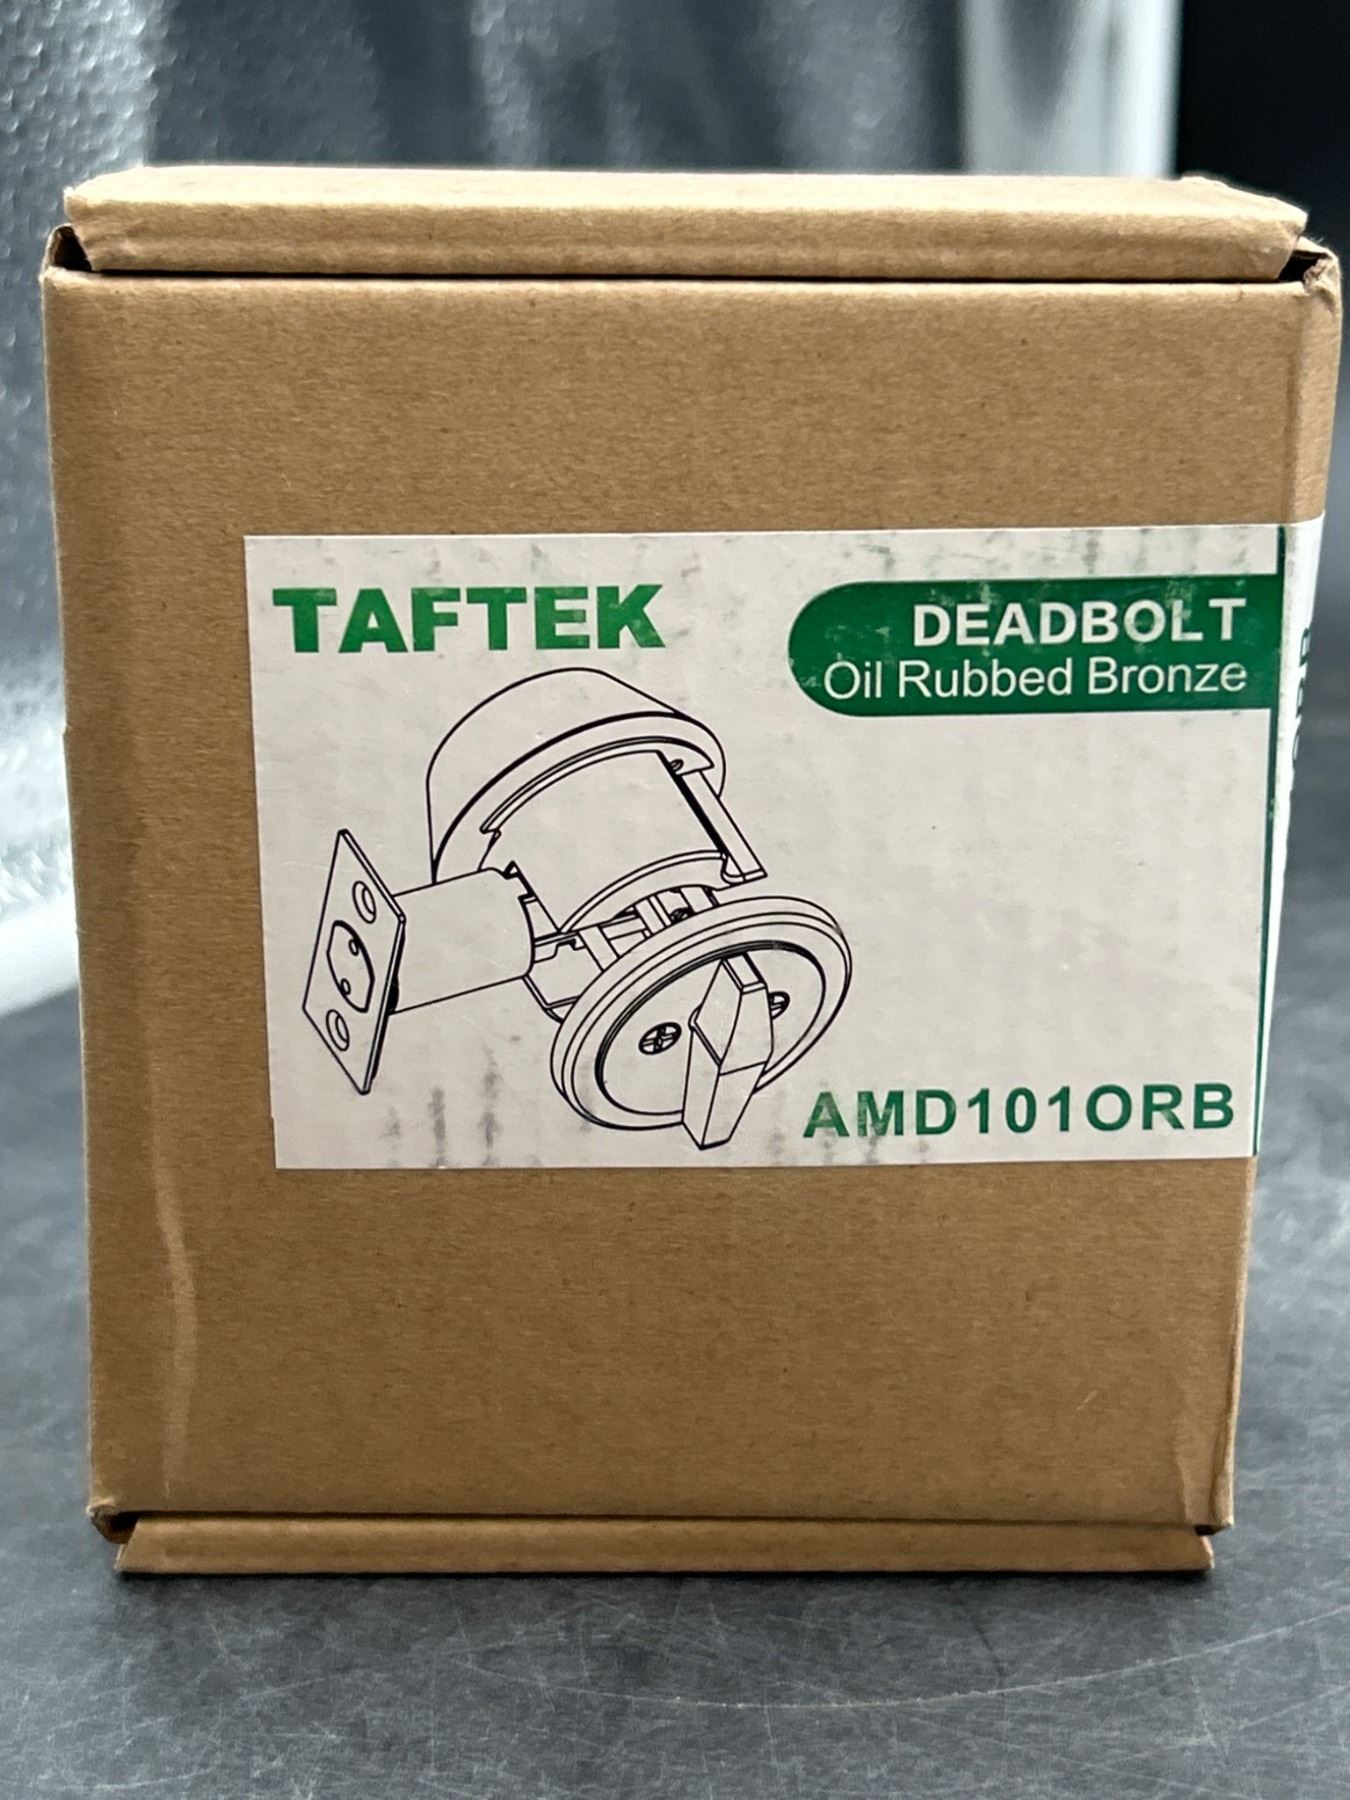 TAFTEK
DEADBOLT
Oil Rubbed Bronze
AMD101ORB